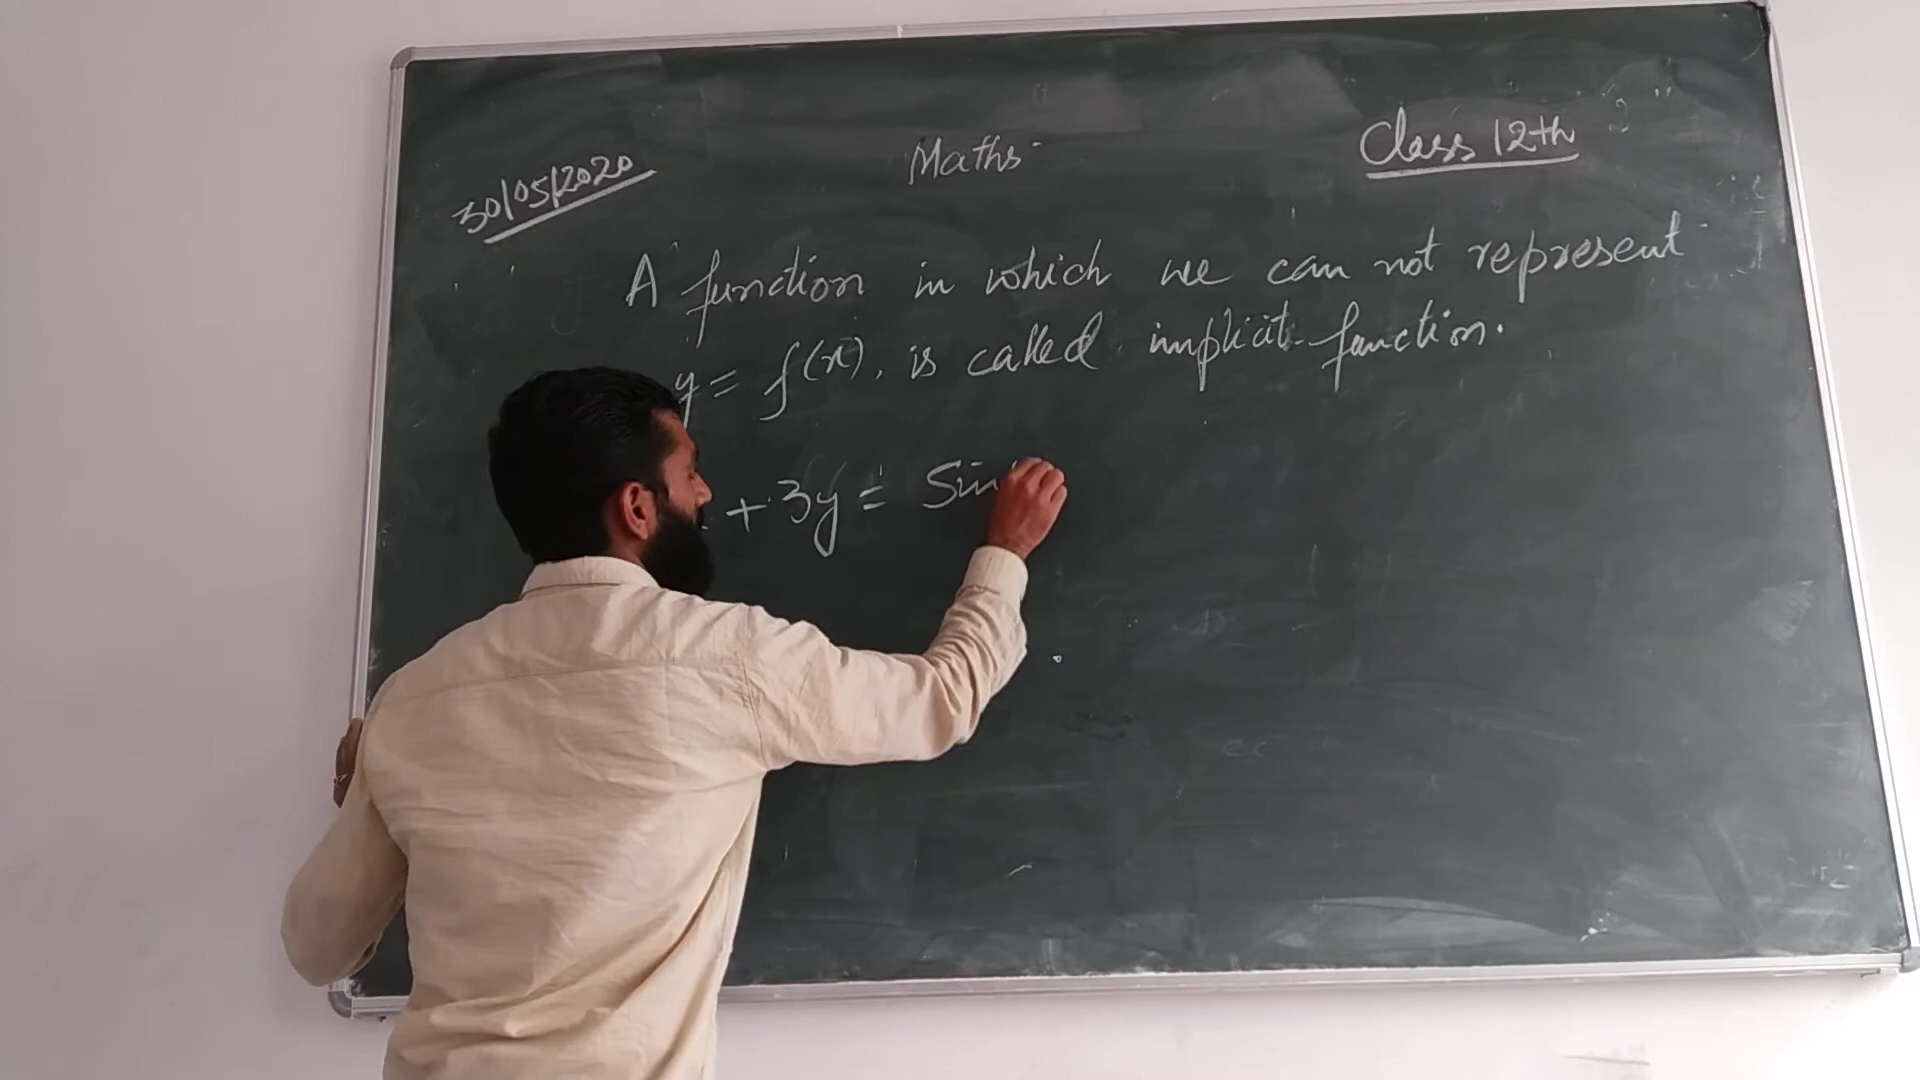 30/05/2020 Maths Class 12th
A function in which we can not represent
y = f(x), is called implicit function.
+ 3y = Sin